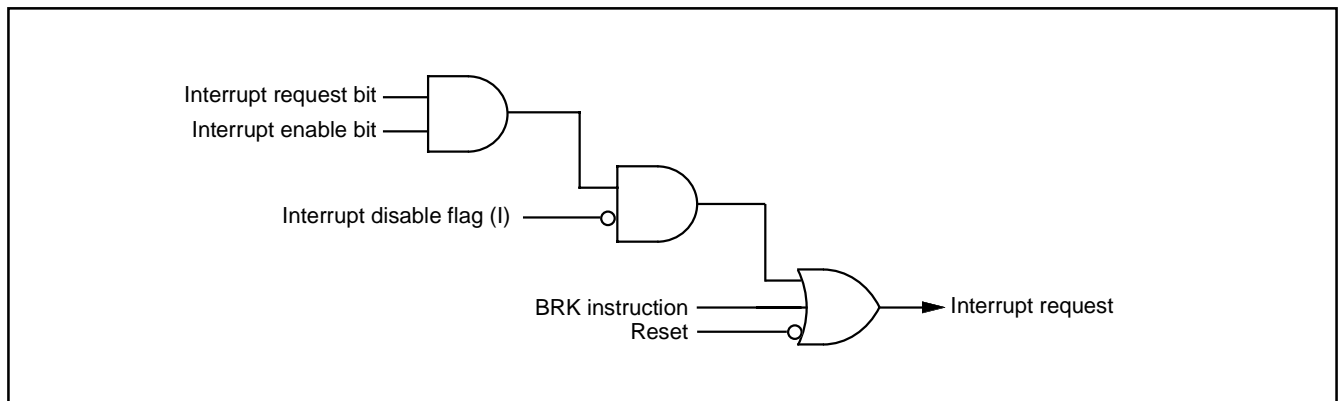 Interrupt request bit
Interrupt enable bit
Interrupt disable flag (I)
BRK instruction
Reset
Interrupt request